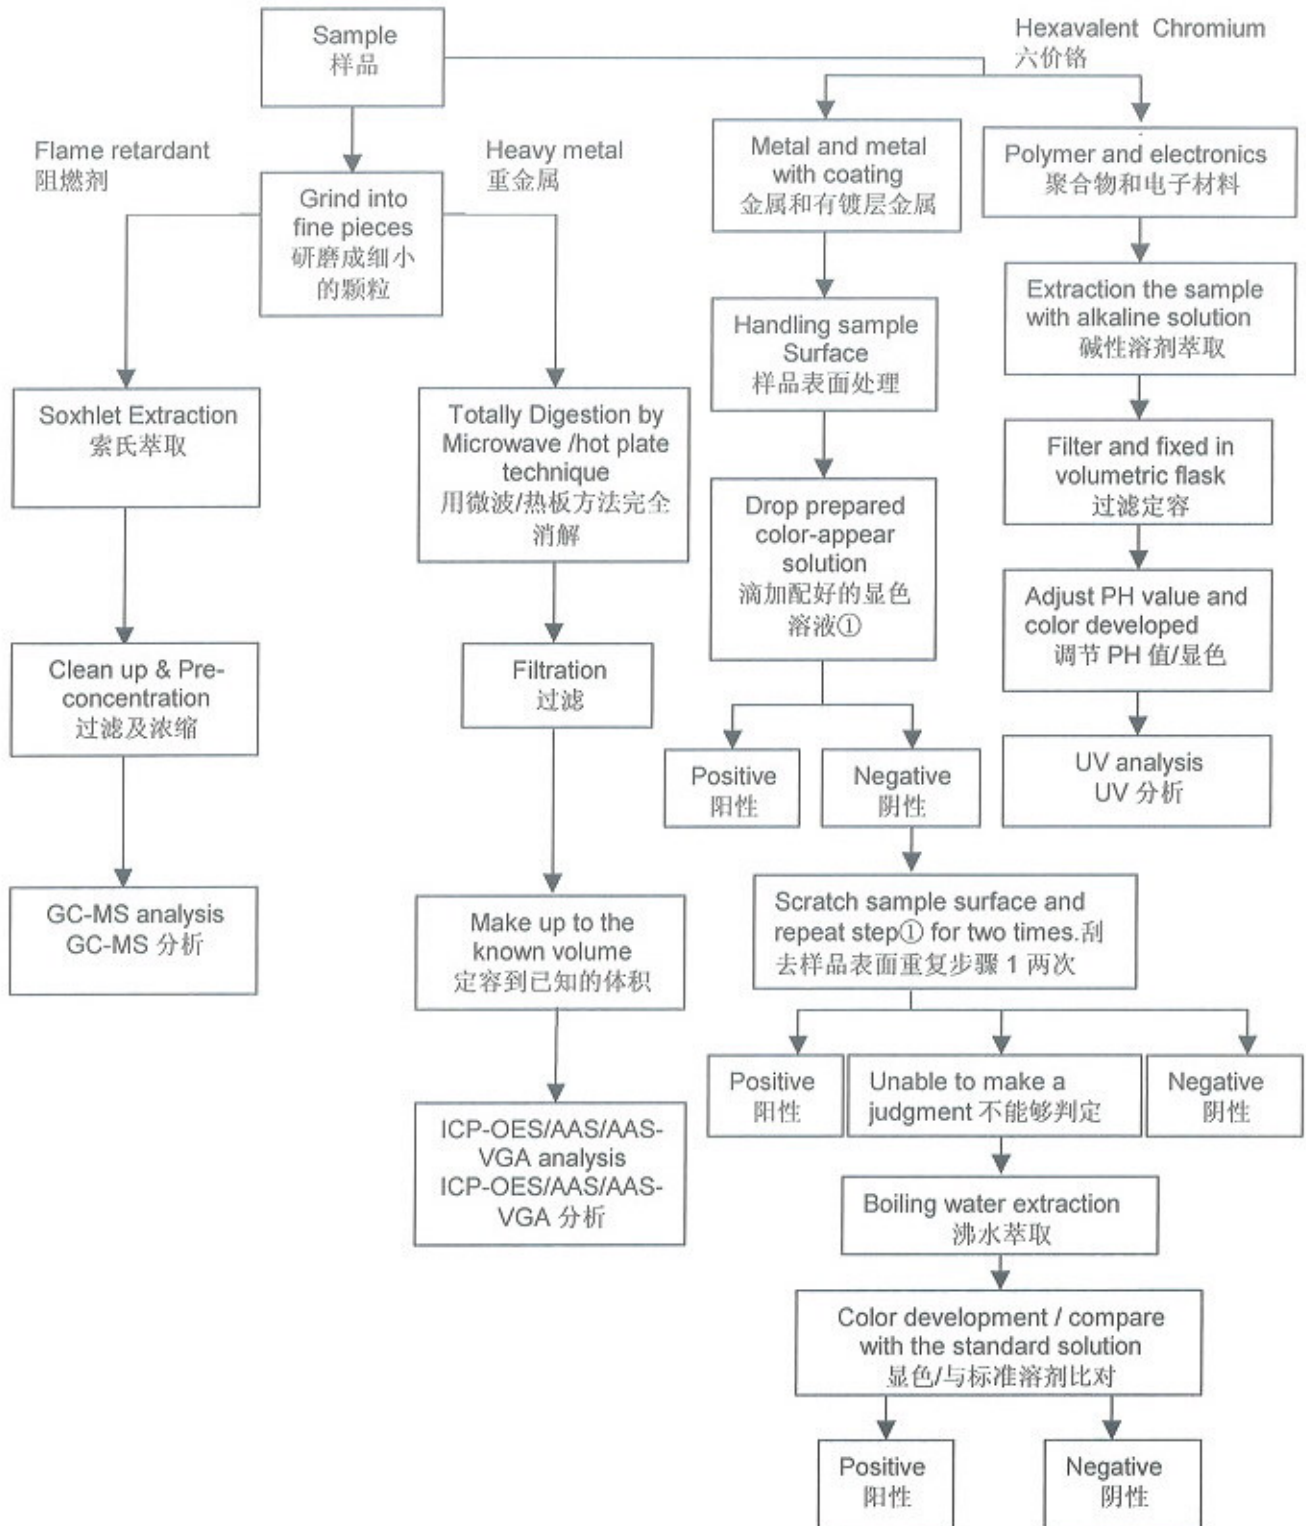 Sample
样品
Hexavalent Chromium
六价铬
Flame retardant
阻燃剂
Heavy metal
重金属
Grind into
fine pieces
研磨成细小
的颗粒
Metal and metal
with coating
金属和有镀层金属
Polymer and electronics
聚合物和电子材料
Soxhlet Extraction
索氏萃取
Totally Digestion by
Microwave /hot plate
technique
用微波/热板方法完全
消解
Handling sample
Surface
样品表面处理
Extraction the sample
with alkaline solution
碱性溶剂萃取
Drop prepared
color-appear
solution
滴加配好的显色
溶液①
Filter and fixed in
volumetric flask
过滤定容
Adjust PH value and
color developed
调节 PH 值/显色
Clean up & Pre-
concentration
过滤及浓缩
Filtration
过滤
Positive
阳性
Negative
阴性
UV analysis
UV 分析
GC-MS analysis
GC-MS 分析
Make up to the
known volume
定容到已知的体积
Scratch sample surface and
repeat step① for two times.刮
去样品表面重复步骤 1 两次
Positive
阳性
Unable to make a
judgment 不能够判定
Negative
阴性
ICP-OES/AAS/AAS-
VGA analysis
ICP-OES/AAS/AAS-
VGA 分析
Boiling water extraction
沸水萃取
Color development / compare
with the standard solution
显色/与标准溶剂比对
Positive
阳性
Negative
阴性